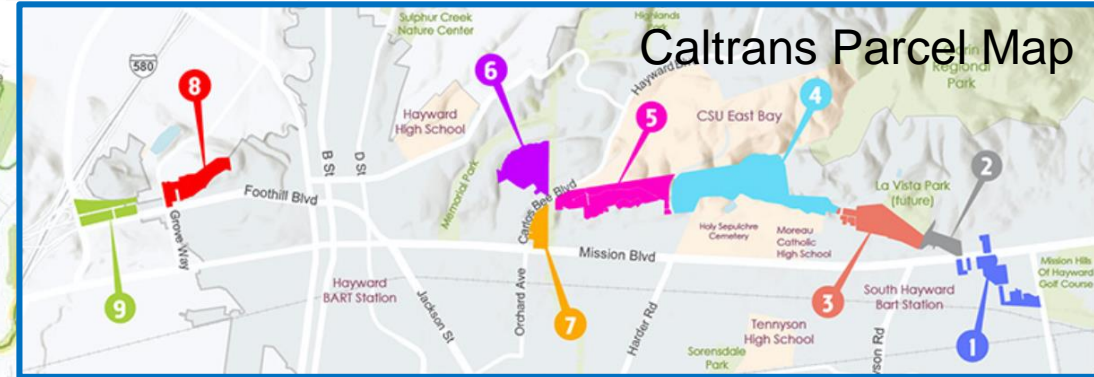 Caltrans Parcel Map
Sulphur Creek
Nature Center
Highlands
Regional
Park
580
8
6
Hayward
High School
5
CSU East Bay
4
B St
D St
Foothill Blvd
Memorial Park
Carlos Bee Blvd
La Vista Park
(future)
2
Grove Way
Holy Sepulchre
Cemetery
Moreau
Catholic
High School
Mission Blvd
Mission Hills
Of Hayward
Golf Course
9
Hayward
BART Station
Jackson St
Orchard Ave
7
Harder Rd
3
South Hayward
Bart Station
Tennyson
High School
1
Sorensdale
Park